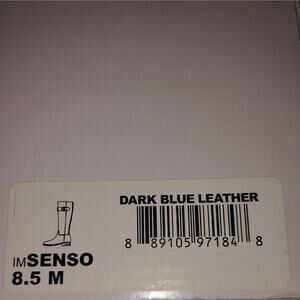 DARK BLUE LEATHER
IMSENSO
8.5 M
8 89105 97184 8